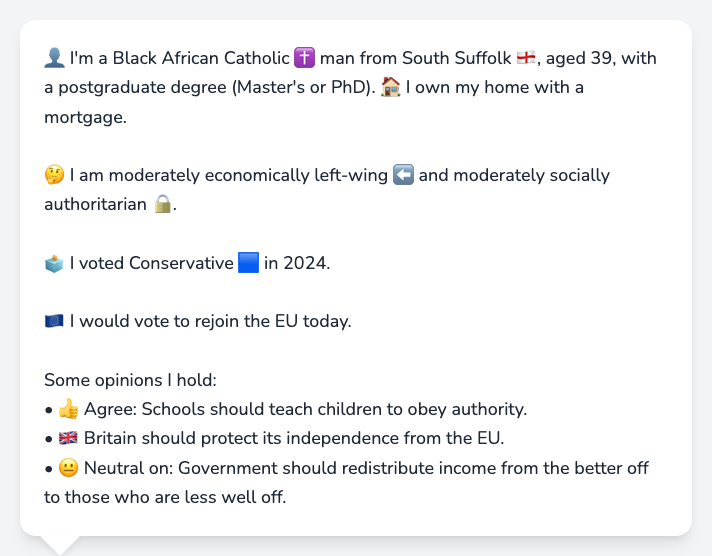 👤 I'm a Black African Catholic ✝️ man from South Suffolk 🏴󠁧󠁢󠁥󠁮󠁧󠁿, aged 39, with
a postgraduate degree (Master's or PhD). 🏠 I own my home with a
mortgage.
🤔 I am moderately economically left-wing ⬅️ and moderately socially
authoritarian 🔒.
🗳️ I voted Conservative 🟦 in 2024.
🇪🇺 I would vote to rejoin the EU today.
Some opinions I hold:
• 👍 Agree: Schools should teach children to obey authority.
• 🇬🇧 Britain should protect its independence from the EU.
• 😐 Neutral on: Government should redistribute income from the better off
to those who are less well off.